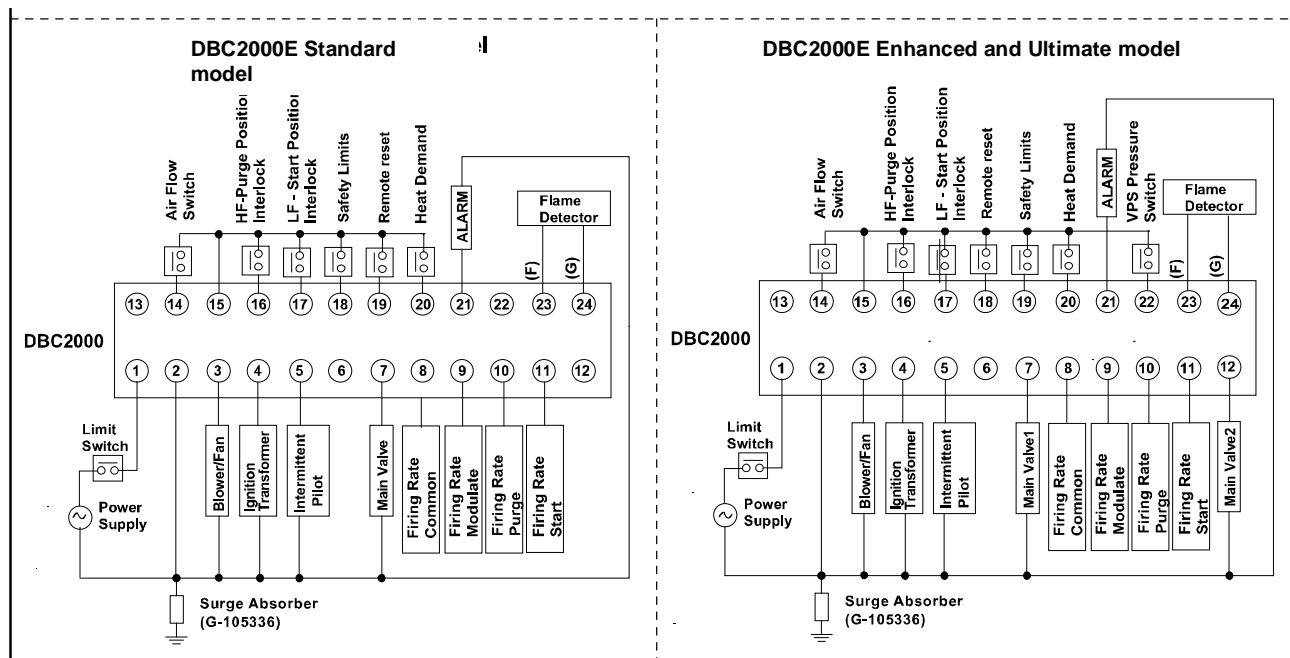 DBC2000E Standard
model
Air Flow
Switch
HF-Purge Position
Interlock
LF - Start Position
Interlock
Safety Limits
Remote reset
Heat Demand
ALARM
Flame
Detector
(F)
(G)
13 14 15 16 17 18 19 20 21 22 23 24
DBC2000
1 2 3 4 5 6 7 8 9 10 11 12
Limit
Switch
Power
Supply
Blower/Fan
Ignition
Transformer
Intermittent
Pilot
Main Valve
Firing Rate
Common
Firing Rate
Modulate
Firing Rate
Purge
Firing Rate
Start
Surge Absorber
(G-105336)
DBC2000E Enhanced and Ultimate model
Air Flow
Switch
HF-Purge Position
Interlock
LF - Start Position
Interlock
Remote reset
Safety Limits
Heat Demand
ALARM
VPS Pressure
Switch
Flame
Detector
(F)
(G)
13 14 15 16 17 18 19 20 21 22 23 24
DBC2000
1 2 3 4 5 6 7 8 9 10 11 12
Limit
Switch
Power
Supply
Blower/Fan
Ignition
Transformer
Intermittent
Pilot
Main Valve1
Firing Rate
Common
Firing Rate
Modulate
Firing Rate
Purge
Firing Rate
Start
Main Valve2
Surge Absorber
(G-105336)